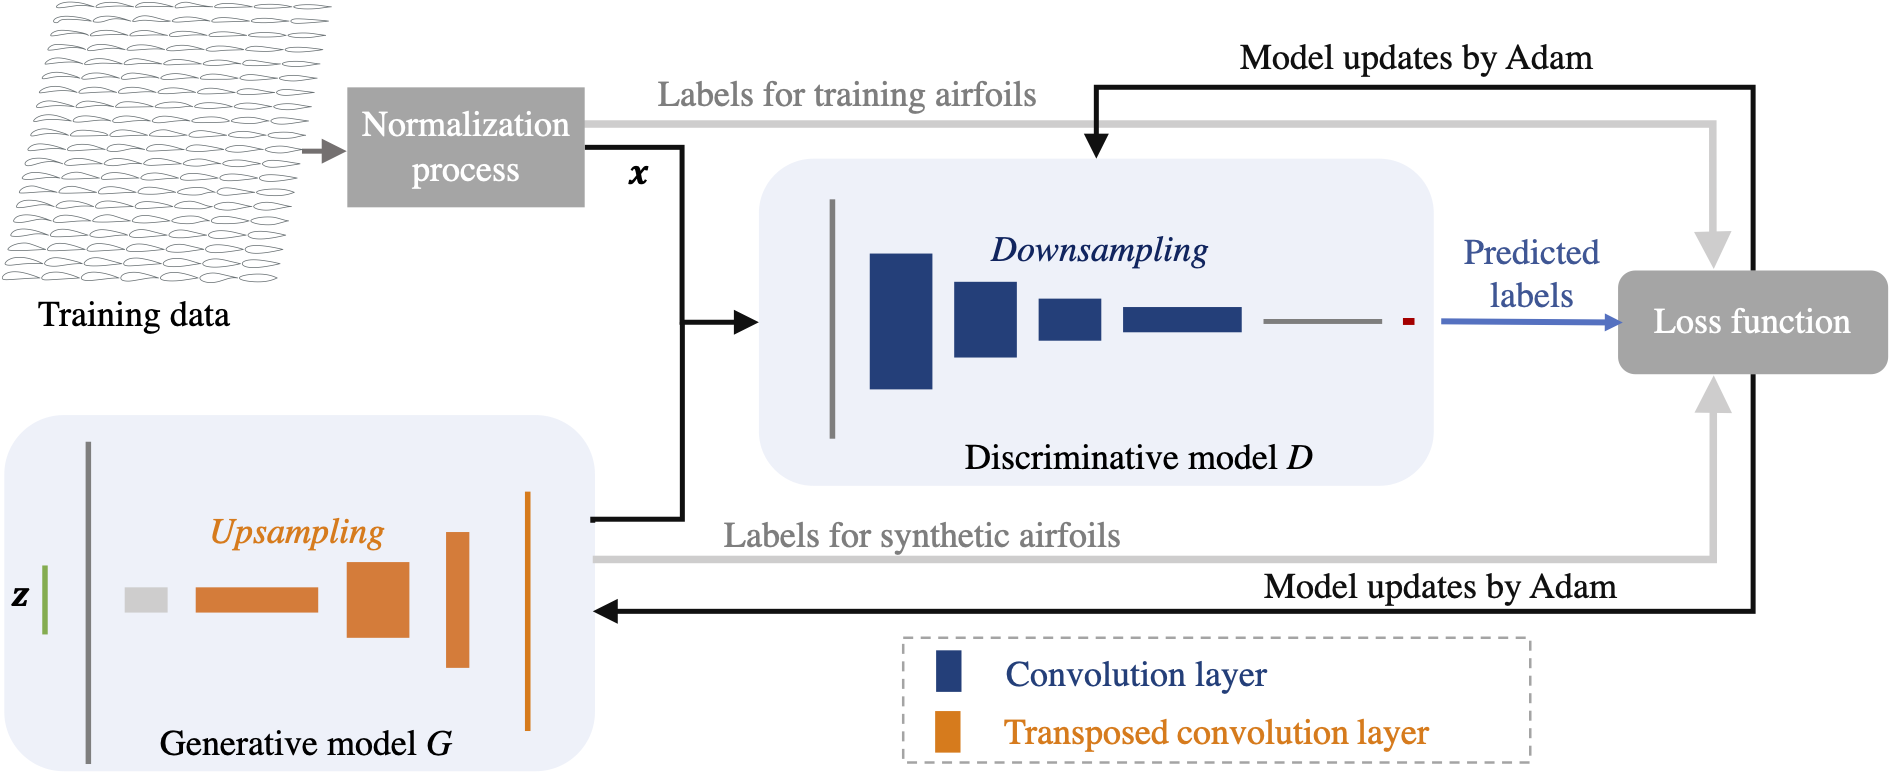 Model updates by Adam
Labels for training airfoils
Normalization
process
x
Downsampling
Predicted
labels
Training data
Loss function
Discriminative model D
Upsampling
Labels for synthetic airfoils
z
Model updates by Adam
Generative model G
Convolution layer
Transposed convolution layer